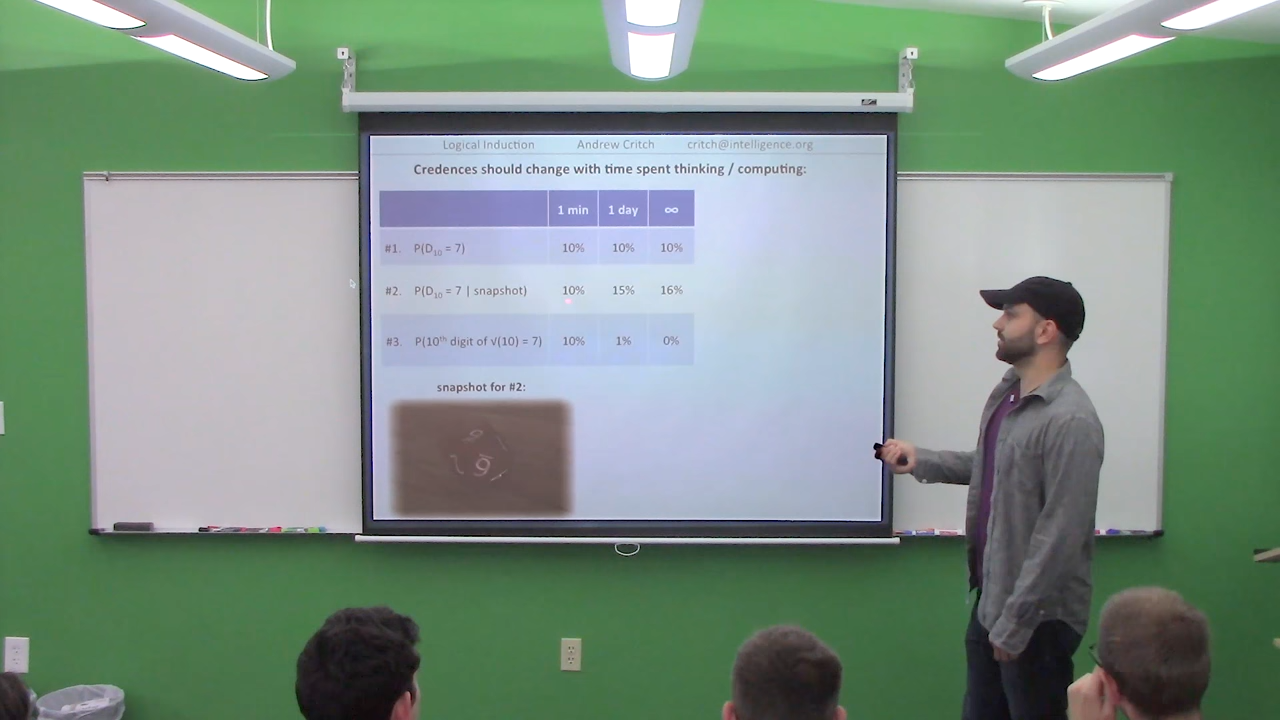 Logical Induction Andrew Critch critch@intelligence.org
Credences should change with time spent thinking / computing:
1 min 1 day ∞
#1. P(D₁₀ = 7) 10% 10% 10%
#2. P(D₁₀ = 7 | snapshot) 10% 15% 16%
#3. P(10ᵗʰ digit of √(10) = 7) 10% 1% 0%
snapshot for #2:
9